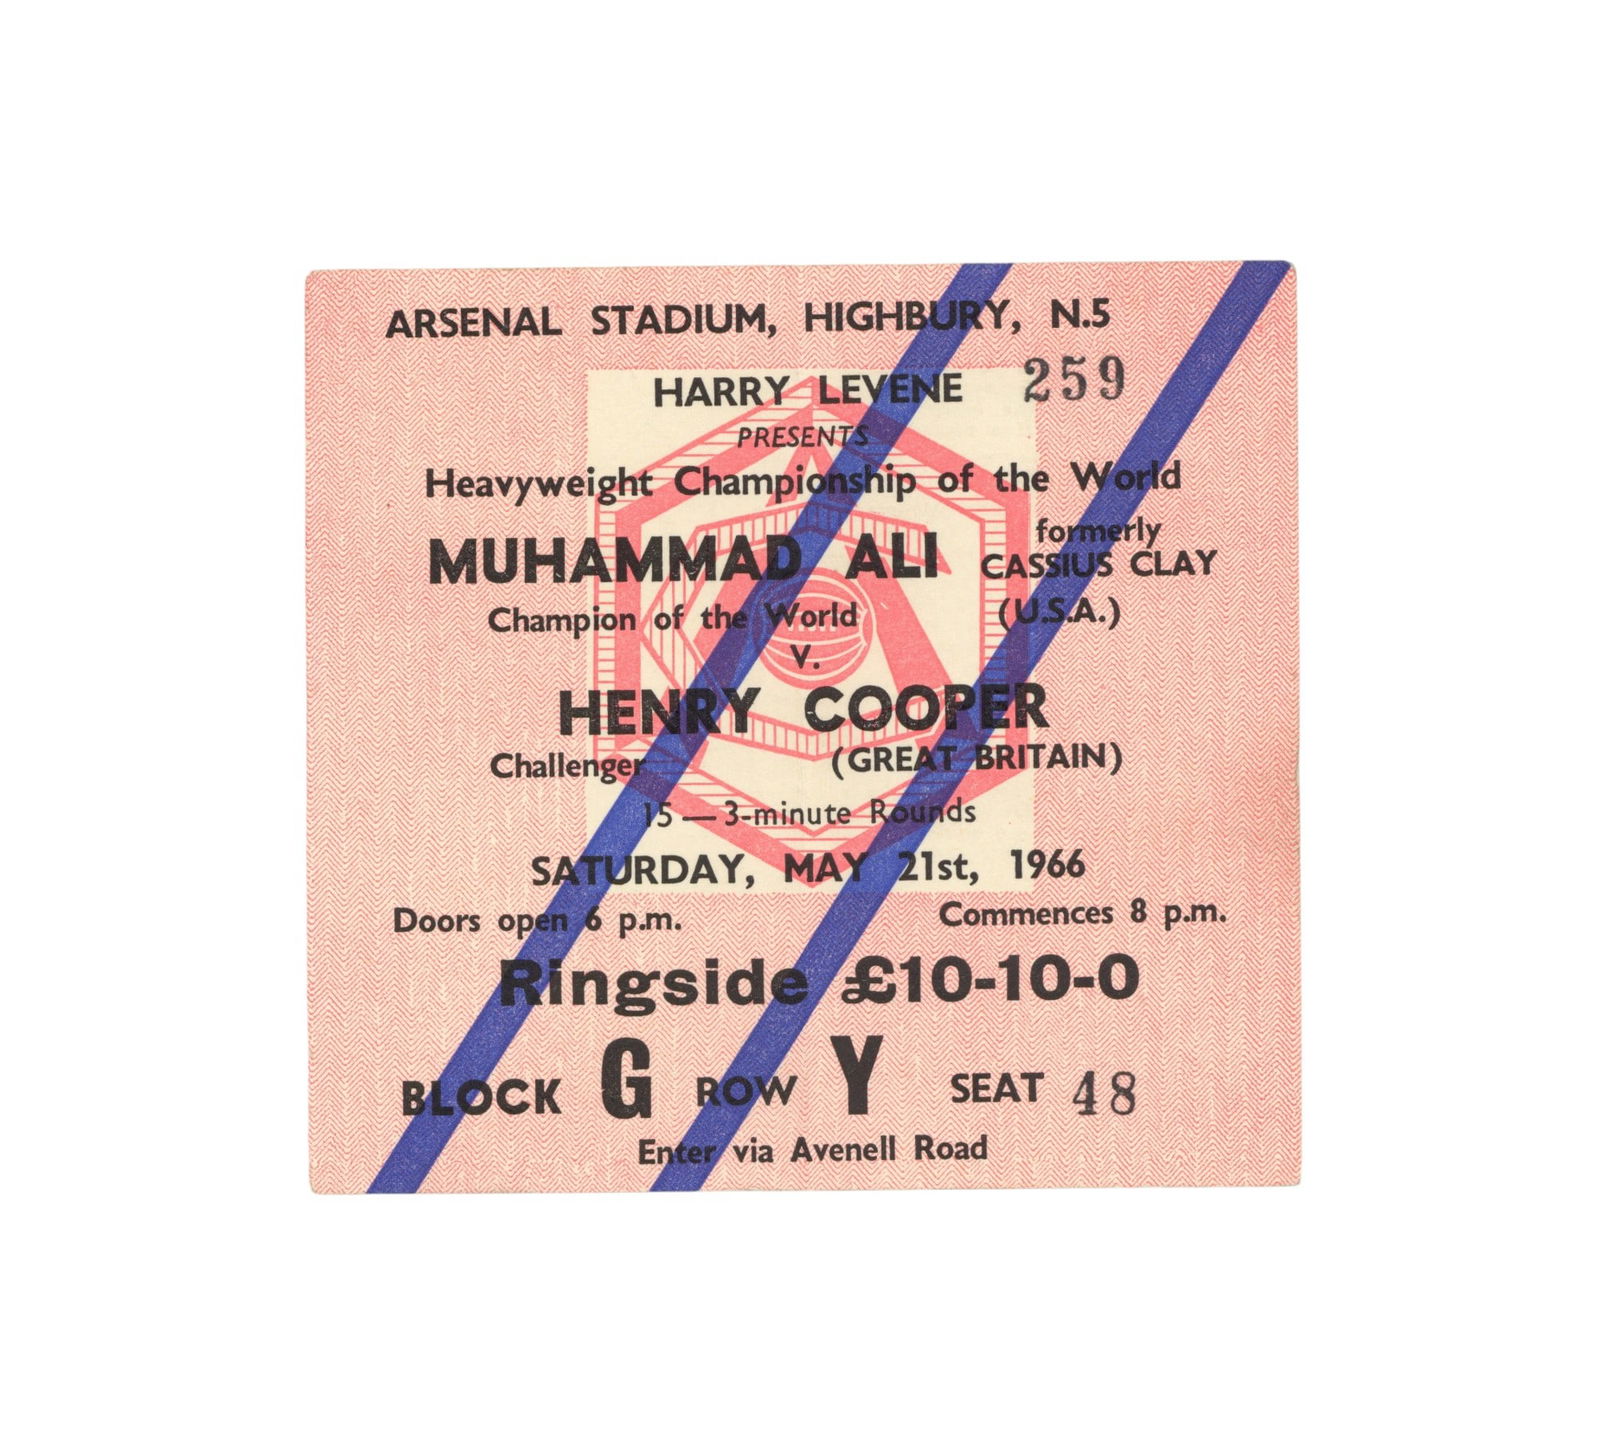 ARSENAL STADIUM, HIGHBURY, N.5
259
HARRY LEVENE
PRESENTS
Heavyweight Championship of the World
MUHAMMAD ALI formerly CASSIUS CLAY
Champion of the World (U.S.A.)
v.
HENRY COOPER
Challenger (GREAT BRITAIN)
15 — 3-minute Rounds
SATURDAY, MAY 21st, 1966
Doors open 6 p.m. Commences 8 p.m.
Ringside £10-10-0
BLOCK G ROW Y SEAT 48
Enter via Avenell Road